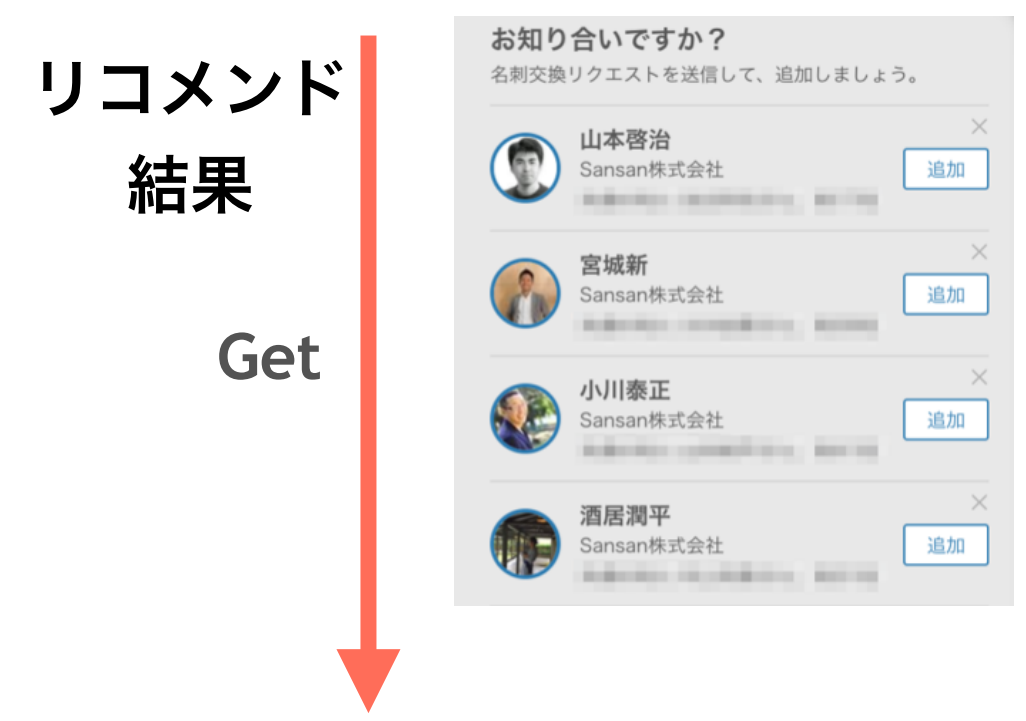 リコメンド
結果
Get
お知り合いですか？
名刺交換リクエストを送信して、追加しましょう。
山本啓治
Sansan株式会社
追加
宮城新
Sansan株式会社
追加
小川泰正
Sansan株式会社
追加
酒居潤平
Sansan株式会社
追加